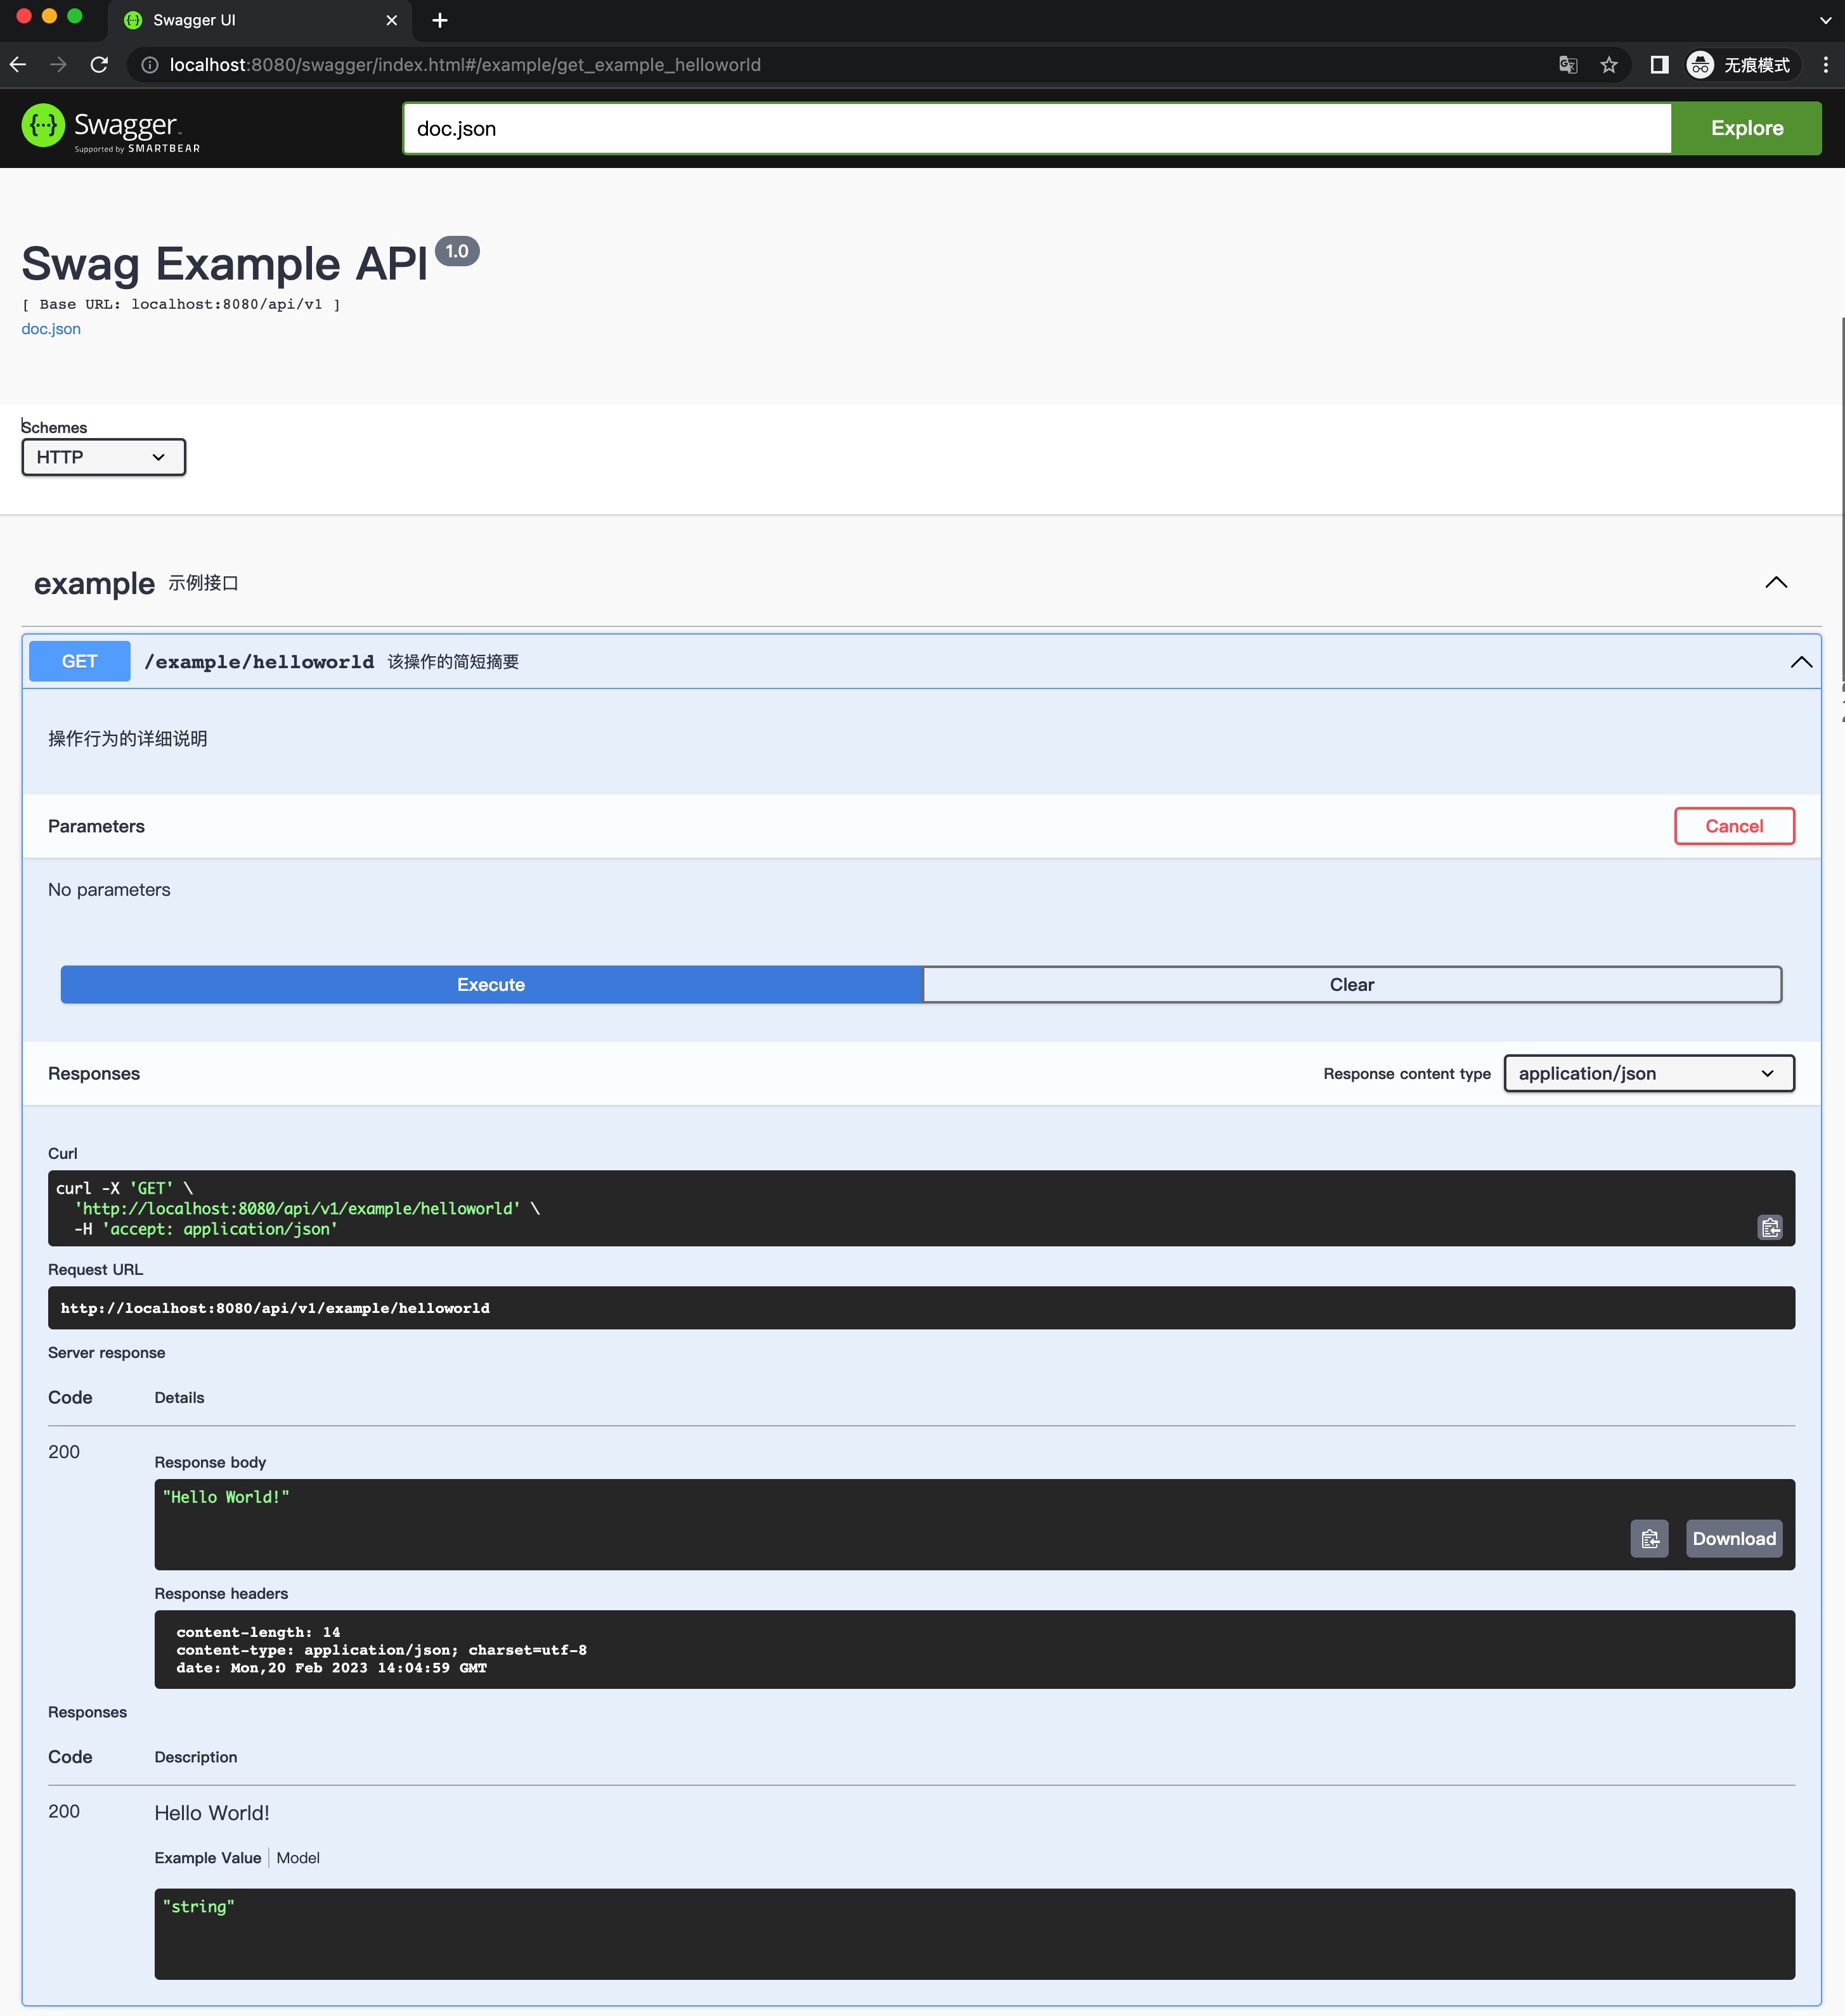 Swagger UI
localhost:8080/swagger/index.html#/example/get_example_helloworld
无痕模式
Swagger
Supported by SMARTBEAR
doc.json
Explore
Swag Example API 1.0
[ Base URL: localhost:8080/api/v1 ]
doc.json
Schemes
HTTP
example 示例接口
GET /example/helloworld 该操作的简短摘要
操作行为的详细说明
Parameters
Cancel
No parameters
Execute
Clear
Responses
Response content type
application/json
Curl
curl -X 'GET' \
'http://localhost:8080/api/v1/example/helloworld' \
-H 'accept: application/json'
Request URL
http://localhost:8080/api/v1/example/helloworld
Server response
Code Details
200
Response body
"Hello World!"
Download
Response headers
content-length: 14
content-type: application/json; charset=utf-8
date: Mon,20 Feb 2023 14:04:59 GMT
Responses
Code Description
200 Hello World!
Example Value Model
"string"